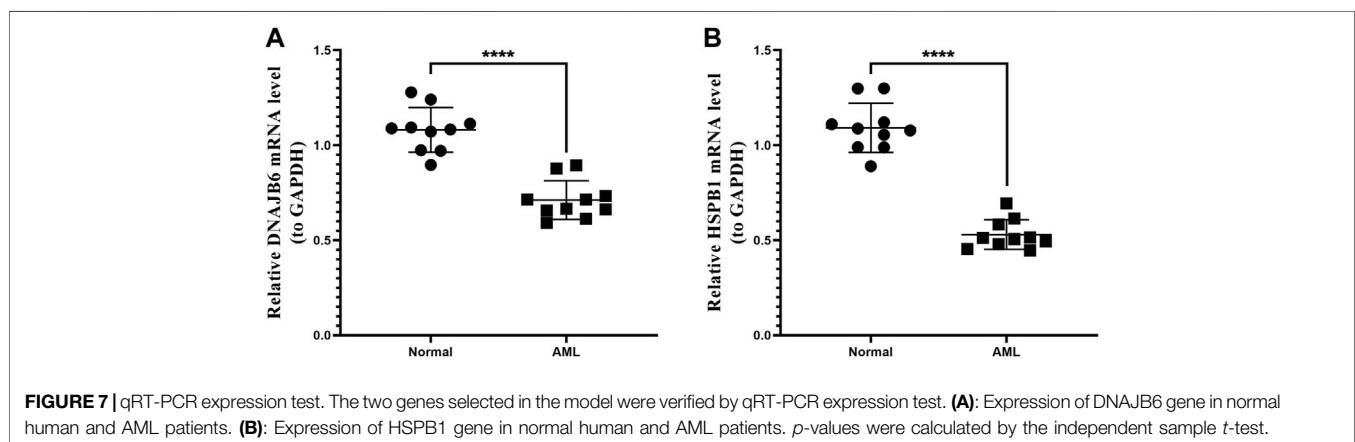 A
Relative DNAJB6 mRNA level
(to GAPDH)
1.5
1.0
0.5
0.0
****
Normal
AML
B
Relative HSPB1 mRNA level
(to GAPDH)
1.5
1.0
0.5
0.0
****
Normal
AML
FIGURE 7 | qRT-PCR expression test. The two genes selected in the model were verified by qRT-PCR expression test. (A): Expression of DNAJB6 gene in normal
human and AML patients. (B): Expression of HSPB1 gene in normal human and AML patients. p-values were calculated by the independent sample t-test.